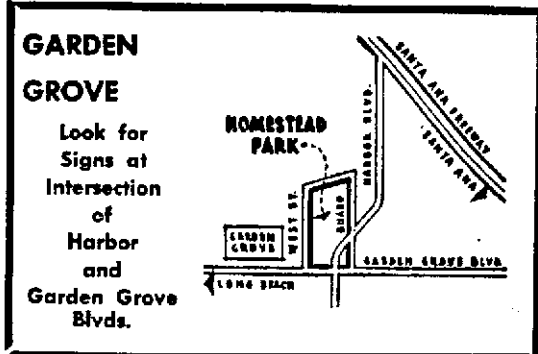 GARDEN
GROVE
Look for
Signs at
Intersection
of
Harbor
and
Garden Grove
Blvds.
SANTA ANA FREEWAY
SANTA ANA
HARBOR BLVD.
HOMESTEAD
PARK
WEST ST.
GARDEN
GROVE
GARDEN GROVE BLVD.
LONG BEACH